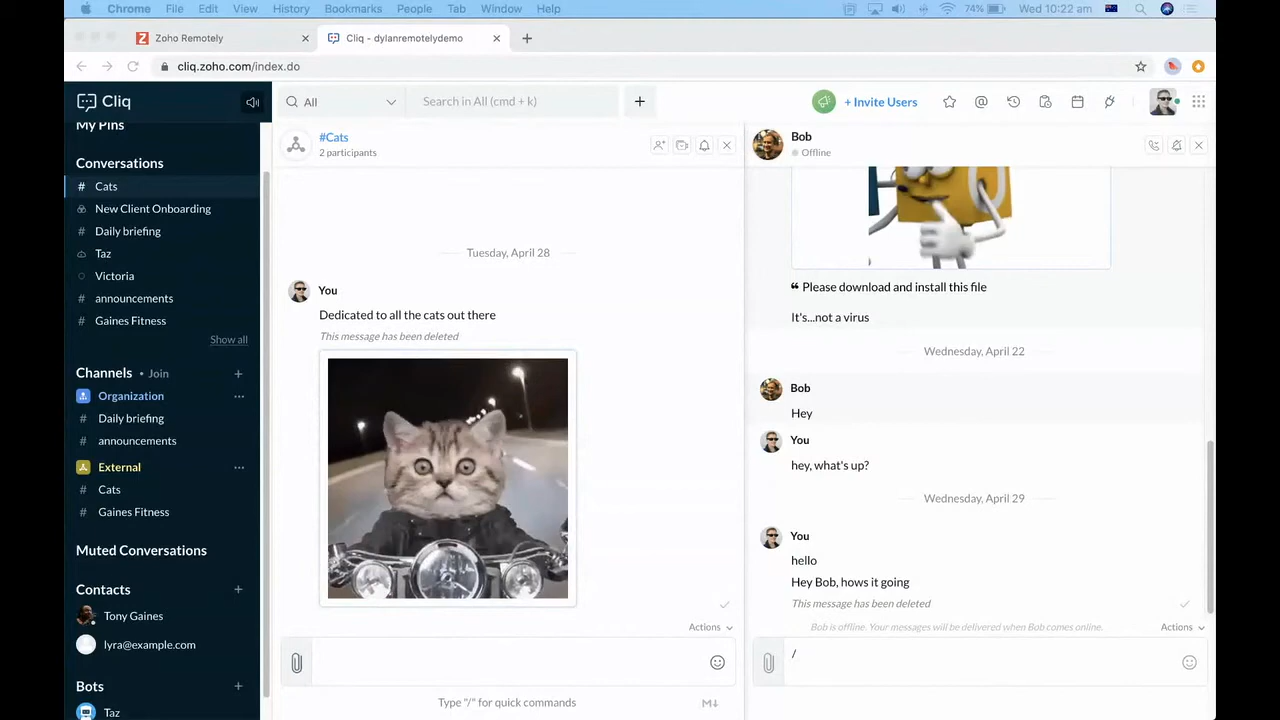 Chrome File Edit View History Bookmarks People Tab Window Help 74% Wed 10:22 am
Zoho Remotely
Cliq - dylanremotelydemo
cliq.zoho.com/index.do
Cliq
All
Search in All (cmd + k)
+ Invite Users
My Pins
Conversations
# Cats
New Client Onboarding
# Daily briefing
Taz
Victoria
# announcements
# Gaines Fitness
Show all
Channels • Join +
Organization ...
# Daily briefing
# announcements
External ...
# Cats
# Gaines Fitness
Muted Conversations
Contacts +
Tony Gaines
lyra@example.com
Bots +
Taz
#Cats
2 participants
Tuesday, April 28
You
Dedicated to all the cats out there
This message has been deleted
Actions
Type "/" for quick commands
M↓
Bob
Offline
❝ Please download and install this file
It's...not a virus
Wednesday, April 22
Bob
Hey
You
hey, what's up?
Wednesday, April 29
You
hello
Hey Bob, hows it going
This message has been deleted
Bob is offline. Your messages will be delivered when Bob comes online.
Actions
/